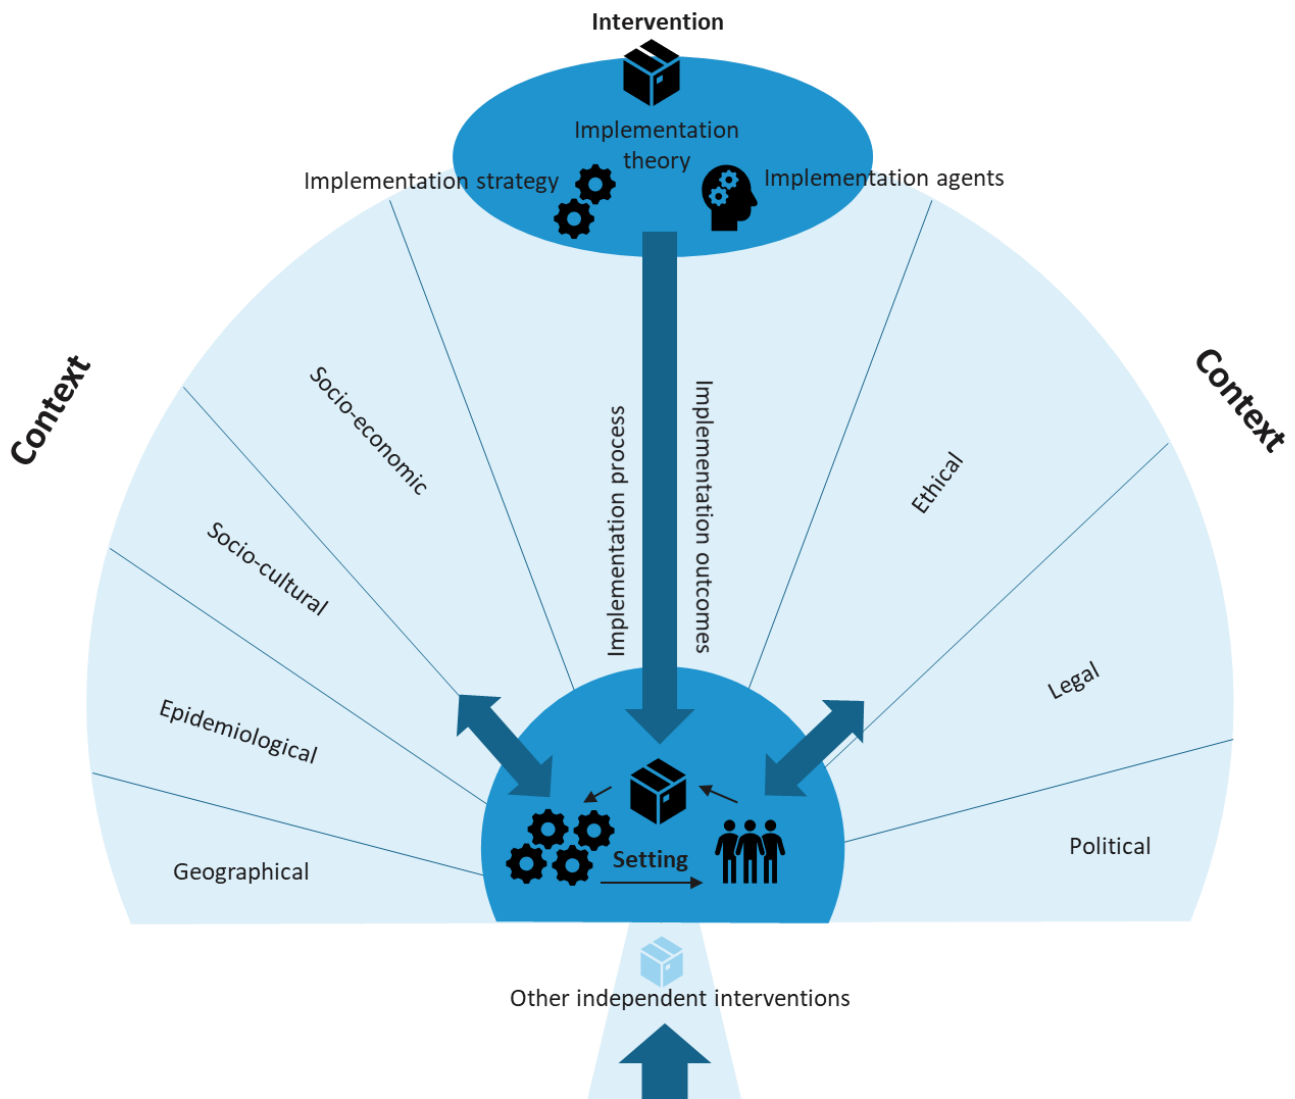 Intervention
Implementation
theory
Implementation strategy
Implementation agents
Context
Context
Socio-economic
Socio-cultural
Epidemiological
Geographical
Implementation process
Implementation outcomes
Ethical
Legal
Political
Setting
Other independent interventions